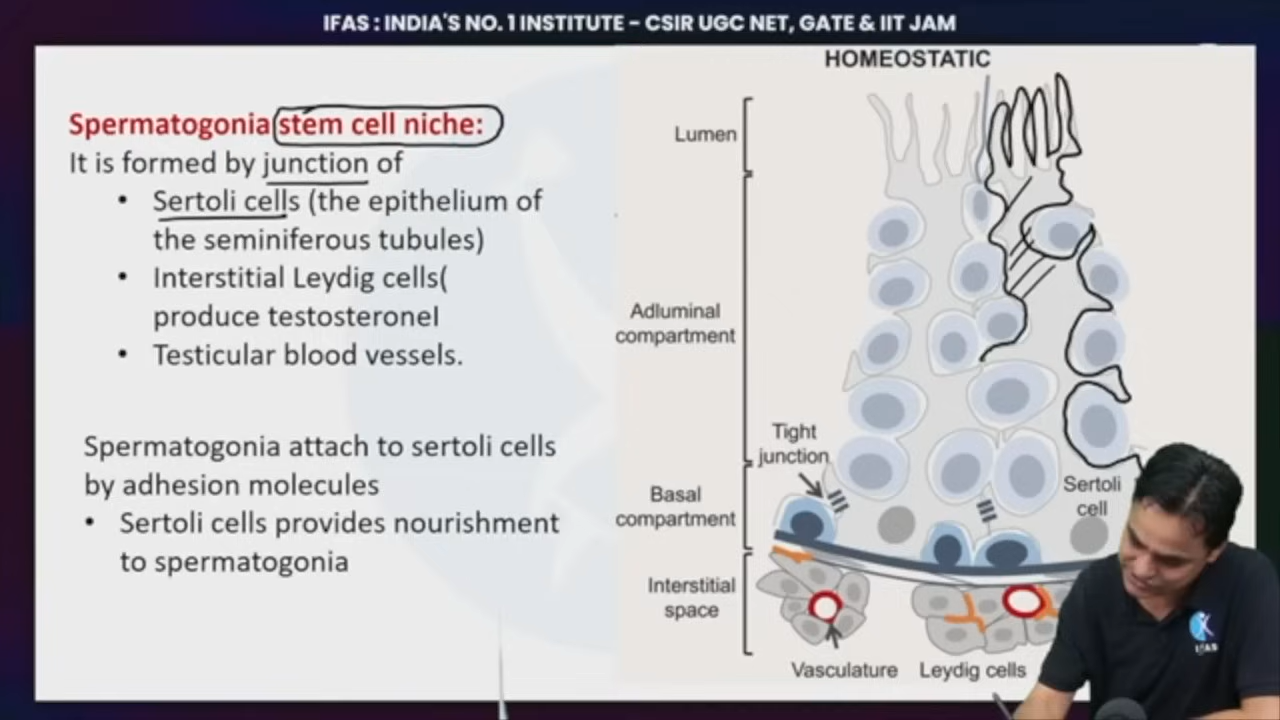 IFAS : INDIA'S NO. 1 INSTITUTE – CSIR UGC NET, GATE & IIT JAM
Spermatogonia stem cell niche:
It is formed by junction of
• Sertoli cells (the epithelium of
the seminiferous tubules)
• Interstitial Leydig cells(
produce testosteronel
• Testicular blood vessels.
Spermatogonia attach to sertoli cells
by adhesion molecules
• Sertoli cells provides nourishment
to spermatogonia
HOMEOSTATIC
Lumen
Adluminal
compartment
Tight
junction
Basal
compartment
Sertoli
cell
Interstitial
space
Vasculature
Leydig cells
IFAS